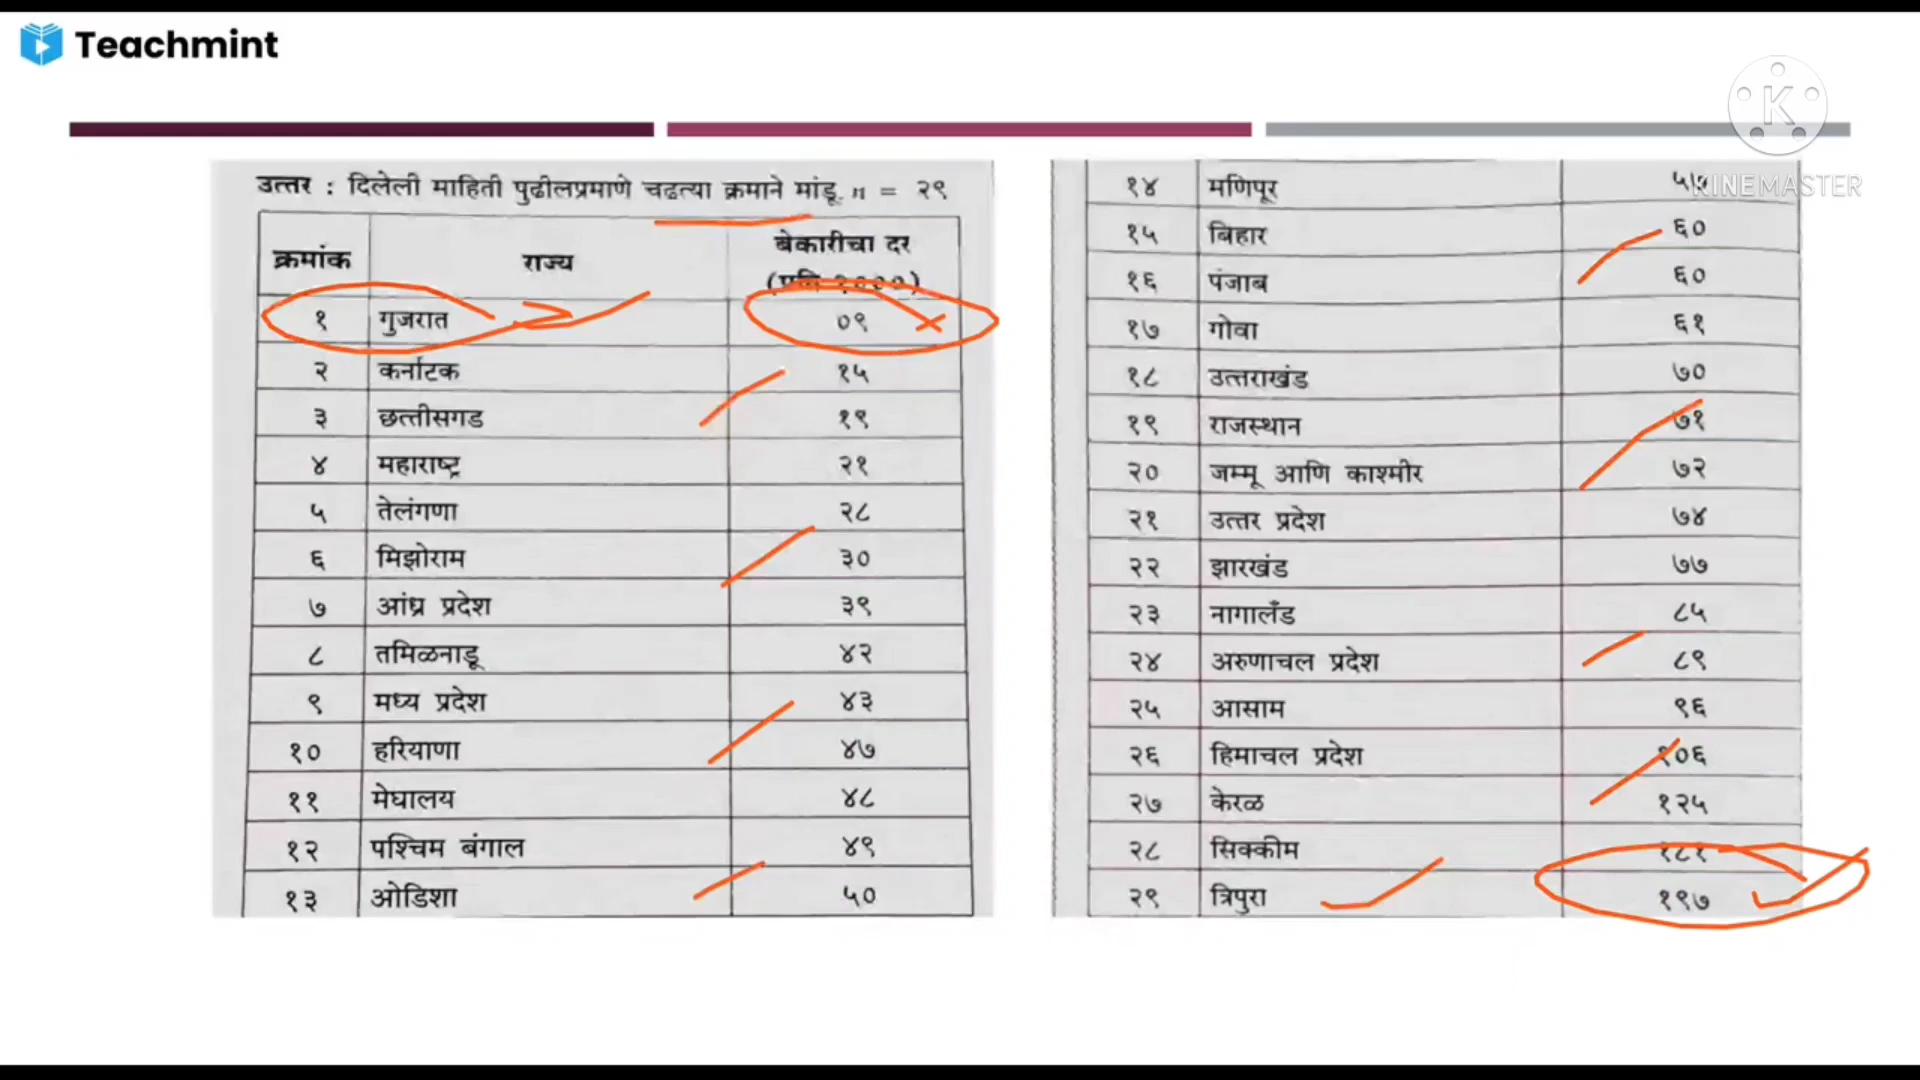 Teachmint
KINEMASTER
उत्तर : दिलेली माहिती पुढीलप्रमाणे चढत्या क्रमाने मांडू. n = २९
क्रमांक राज्य बेकारीचा दर
(प्रति १०००)
१ गुजरात ०९
२ कर्नाटक १५
३ छत्तीसगड १९
४ महाराष्ट्र २१
५ तेलंगणा २८
६ मिझोराम ३०
७ आंध्र प्रदेश ३९
८ तमिळनाडू ४२
९ मध्य प्रदेश ४३
१० हरियाणा ४७
११ मेघालय ४८
१२ पश्चिम बंगाल ४९
१३ ओडिशा ५०
१४ मणिपूर ५७
१५ बिहार ६०
१६ पंजाब ६०
१७ गोवा ६१
१८ उत्तराखंड ७०
१९ राजस्थान ७१
२० जम्मू आणि काश्मीर ७२
२१ उत्तर प्रदेश ७४
२२ झारखंड ७७
२३ नागालँड ८५
२४ अरुणाचल प्रदेश ८९
२५ आसाम ९६
२६ हिमाचल प्रदेश १०६
२७ केरळ १२५
२८ सिक्कीम १८१
२९ त्रिपुरा १९७